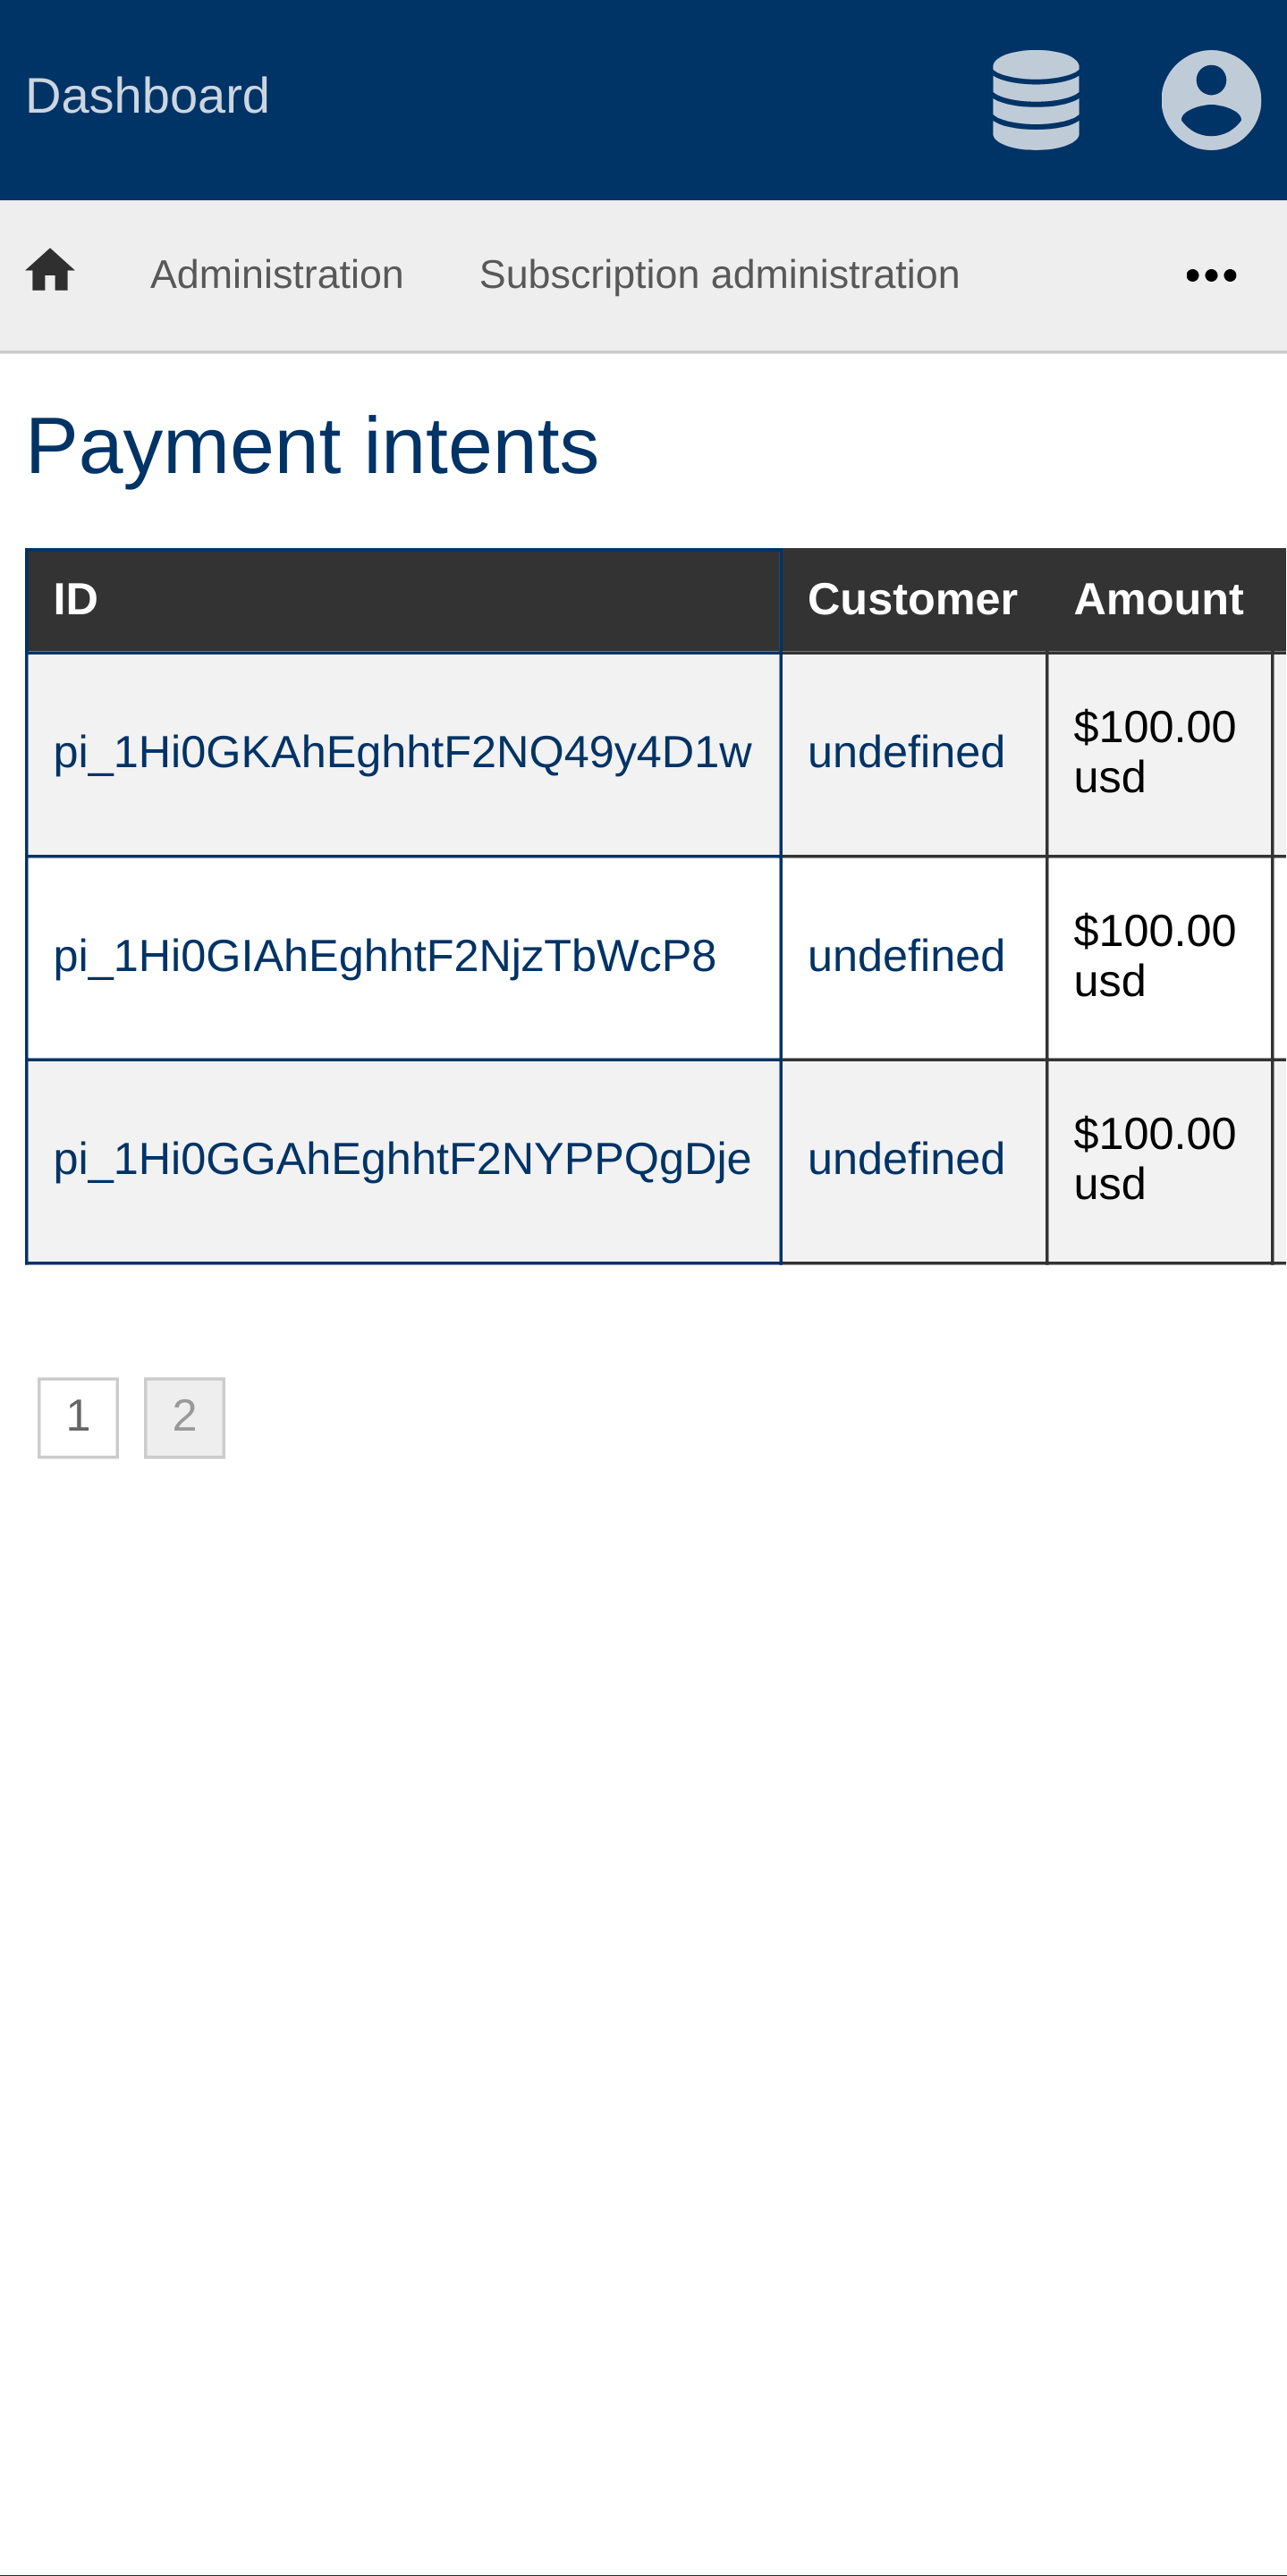 Dashboard
Administration Subscription administration
Payment intents
ID Customer Amount
pi_1Hi0GKAhEghhtF2NQ49y4D1w undefined $100.00
usd
pi_1Hi0GIAhEghhtF2NjzTbWcP8 undefined $100.00
usd
pi_1Hi0GGAhEghhtF2NYPPQgDje undefined $100.00
usd
1 2